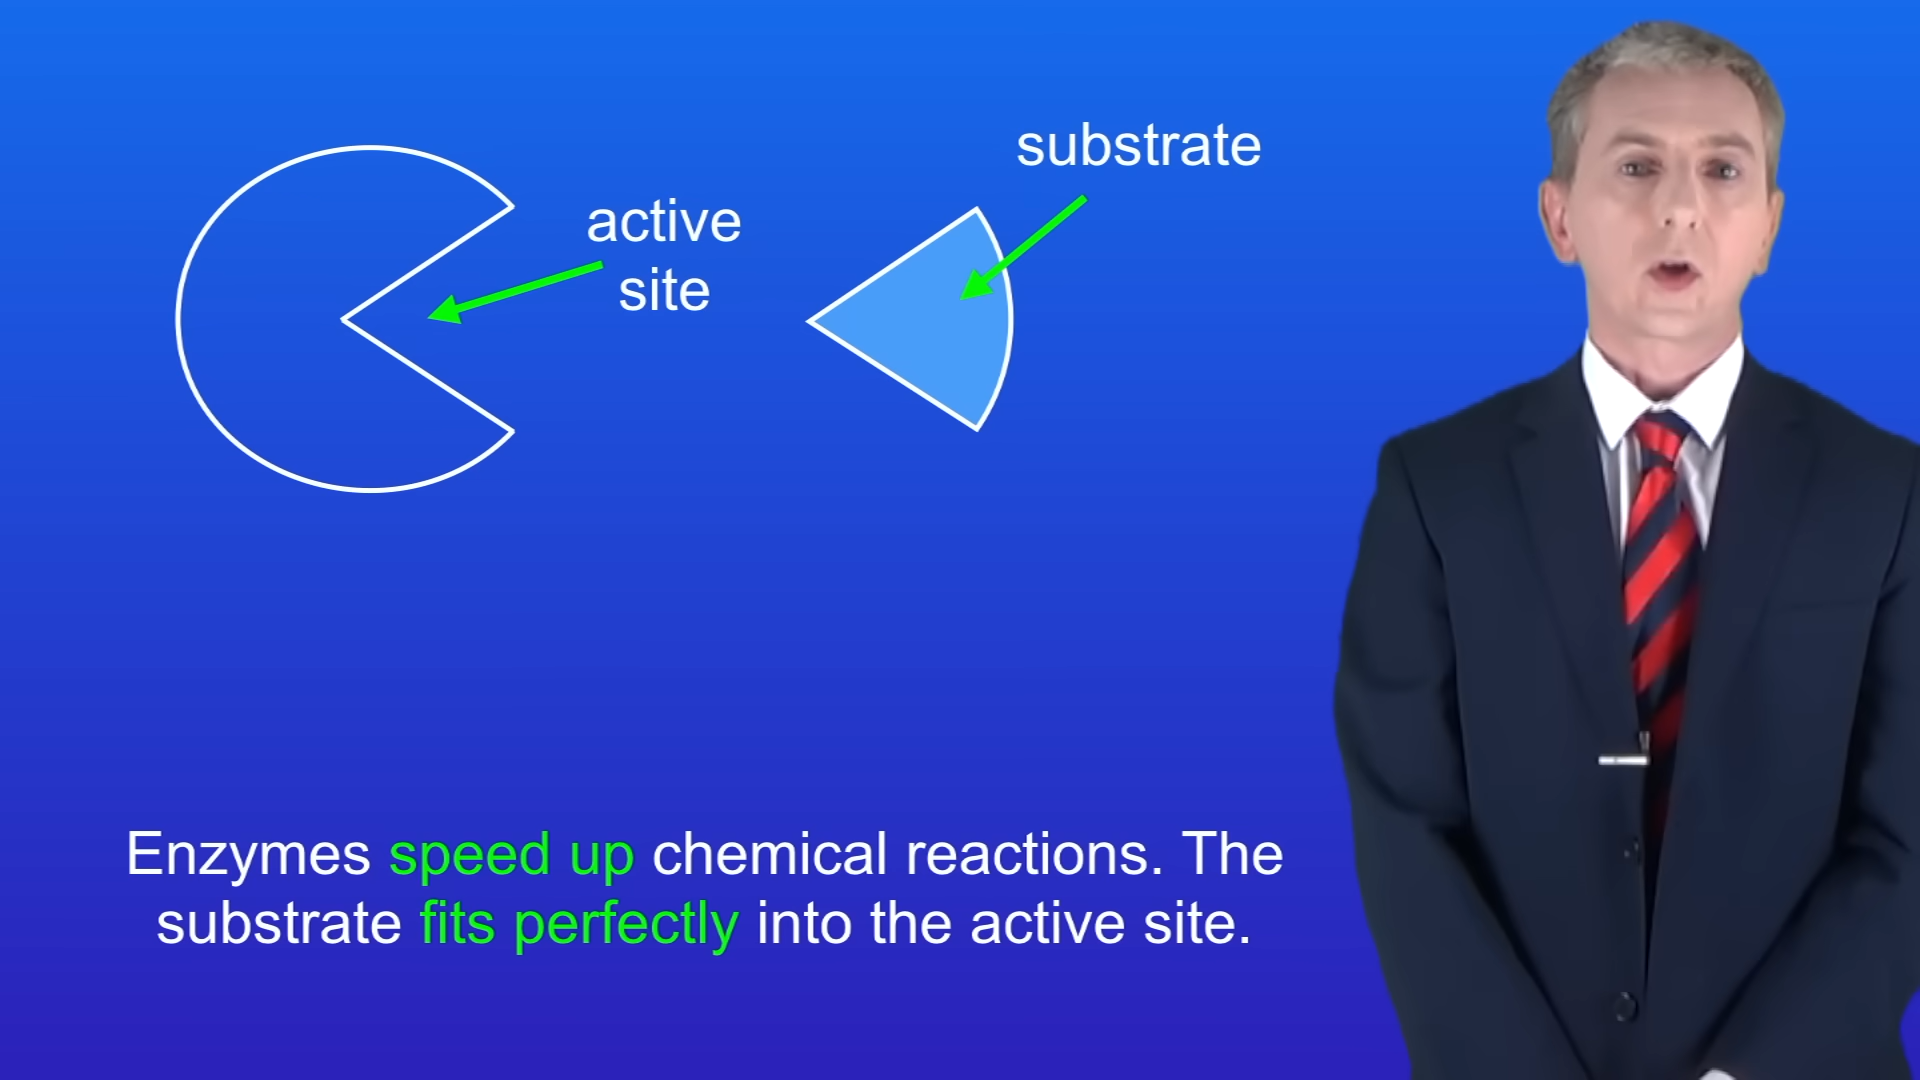 substrate
active
site
Enzymes speed up chemical reactions. The
substrate fits perfectly into the active site.